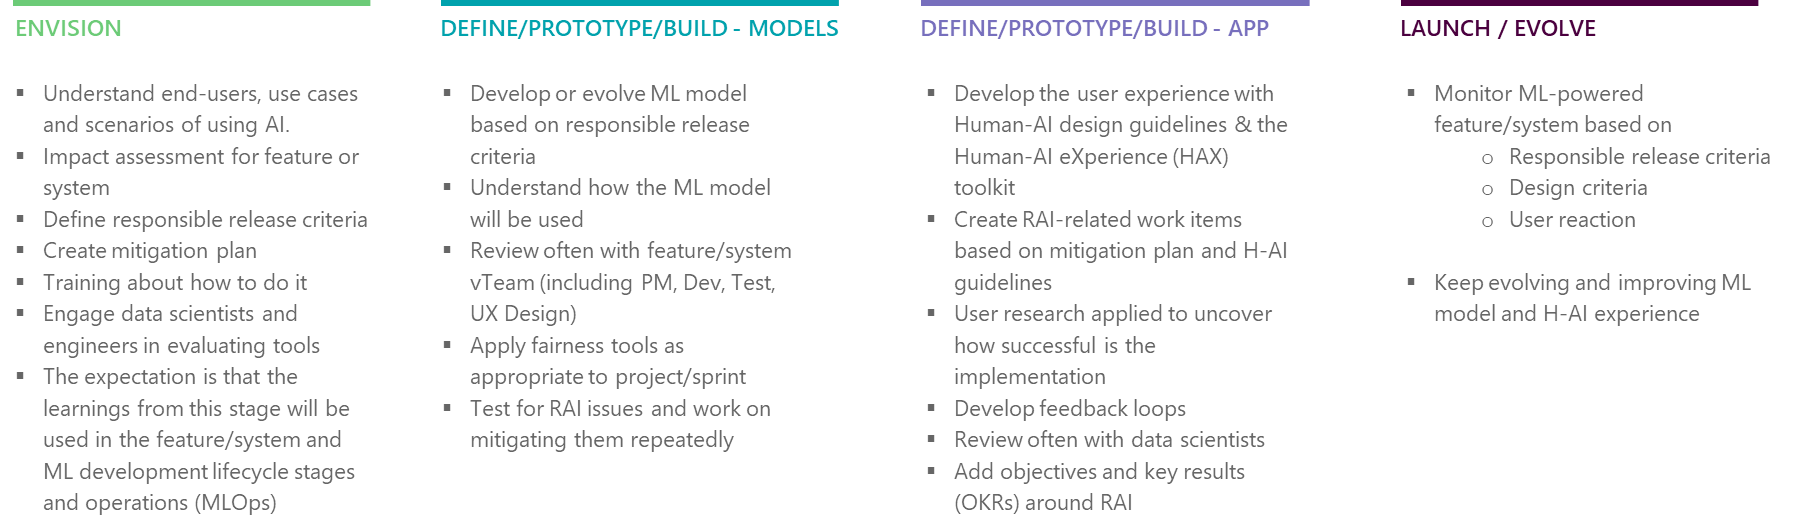 ENVISION
▪ Understand end-users, use cases
and scenarios of using AI.
▪ Impact assessment for feature or
system
▪ Define responsible release criteria
▪ Create mitigation plan
▪ Training about how to do it
▪ Engage data scientists and
engineers in evaluating tools
▪ The expectation is that the
learnings from this stage will be
used in the feature/system and
ML development lifecycle stages
and operations (MLOps)
DEFINE/PROTOTYPE/BUILD - MODELS
▪ Develop or evolve ML model
based on responsible release
criteria
▪ Understand how the ML model
will be used
▪ Review often with feature/system
vTeam (including PM, Dev, Test,
UX Design)
▪ Apply fairness tools as
appropriate to project/sprint
▪ Test for RAI issues and work on
mitigating them repeatedly
DEFINE/PROTOTYPE/BUILD - APP
▪ Develop the user experience with
Human-AI design guidelines & the
Human-AI eXperience (HAX)
toolkit
▪ Create RAI-related work items
based on mitigation plan and H-AI
guidelines
▪ User research applied to uncover
how successful is the
implementation
▪ Develop feedback loops
▪ Review often with data scientists
▪ Add objectives and key results
(OKRs) around RAI
LAUNCH / EVOLVE
▪ Monitor ML-powered
feature/system based on
o Responsible release criteria
o Design criteria
o User reaction
▪ Keep evolving and improving ML
model and H-AI experience